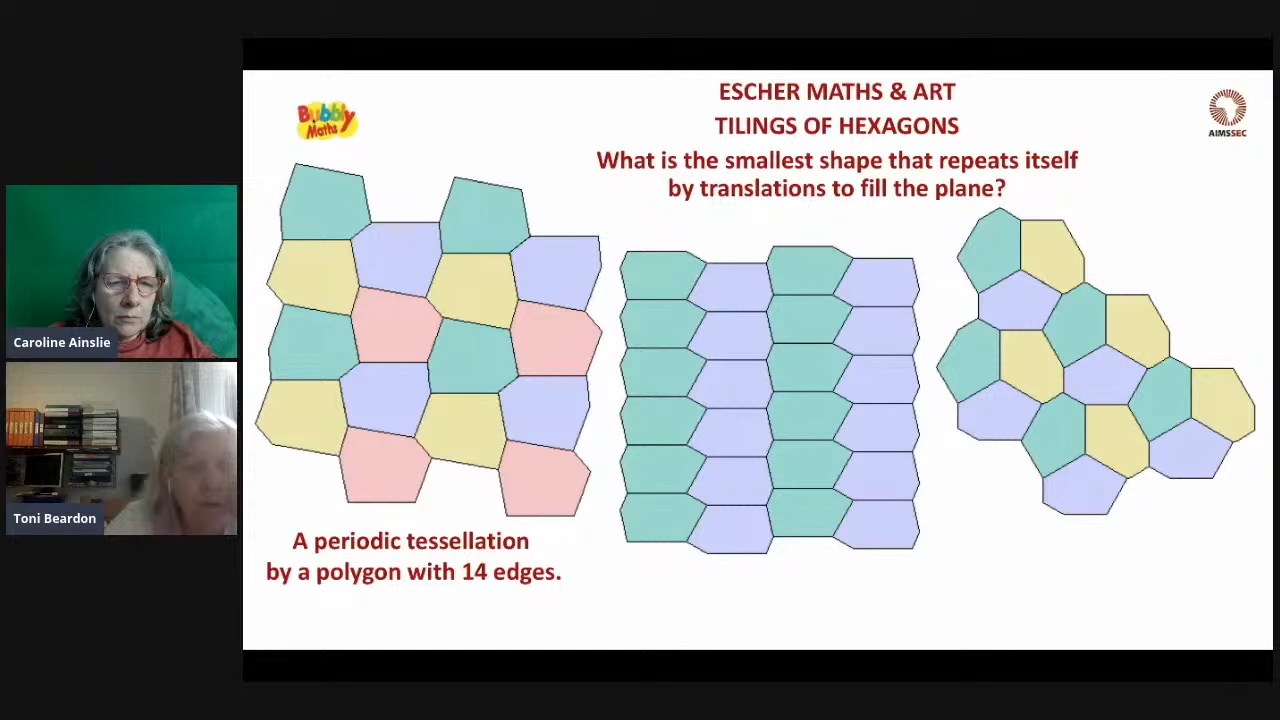 ESCHER MATHS & ART
TILINGS OF HEXAGONS
What is the smallest shape that repeats itself
by translations to fill the plane?
Bubbly
Maths
AIMSSEC
Caroline Ainslie
Toni Beardon
A periodic tessellation
by a polygon with 14 edges.